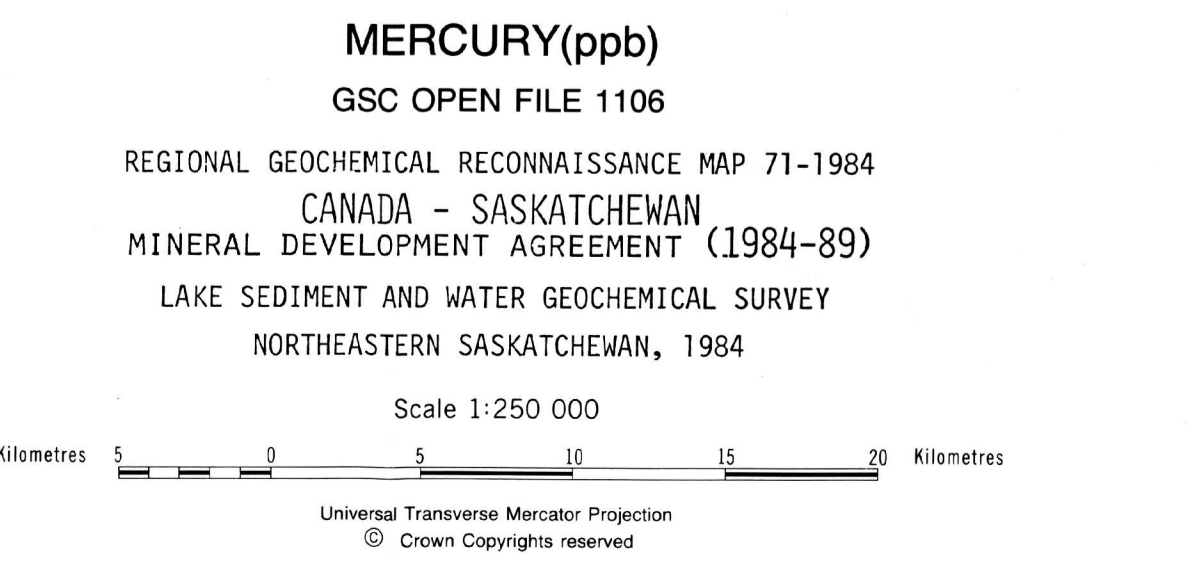 MERCURY(ppb)
GSC OPEN FILE 1106
REGIONAL GEOCHEMICAL RECONNAISSANCE MAP 71-1984
CANADA - SASKATCHEWAN
MINERAL DEVELOPMENT AGREEMENT (1984-89)
LAKE SEDIMENT AND WATER GEOCHEMICAL SURVEY
NORTHEASTERN SASKATCHEWAN, 1984
Scale 1:250 000
Kilometres 5 0 5 10 15 20 Kilometres
Universal Transverse Mercator Projection
© Crown Copyrights reserved